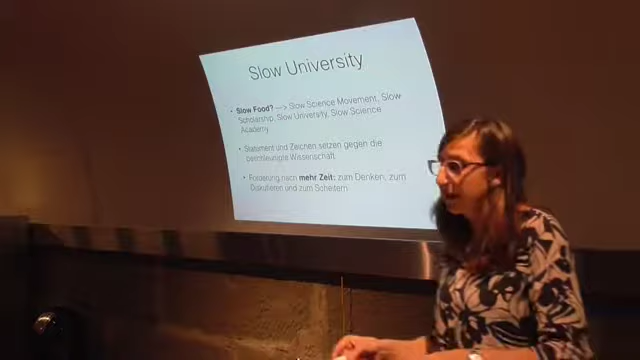 Slow University
• Slow Food? —> Slow Science Movement, Slow
Scholarship, Slow University, Slow Science
Academy
• Statement und Zeichen setzen gegen die
beschleunigte Wissenschaft.
• Forderung nach mehr Zeit: zum Denken, zum
Diskutieren und zum Scheitern.